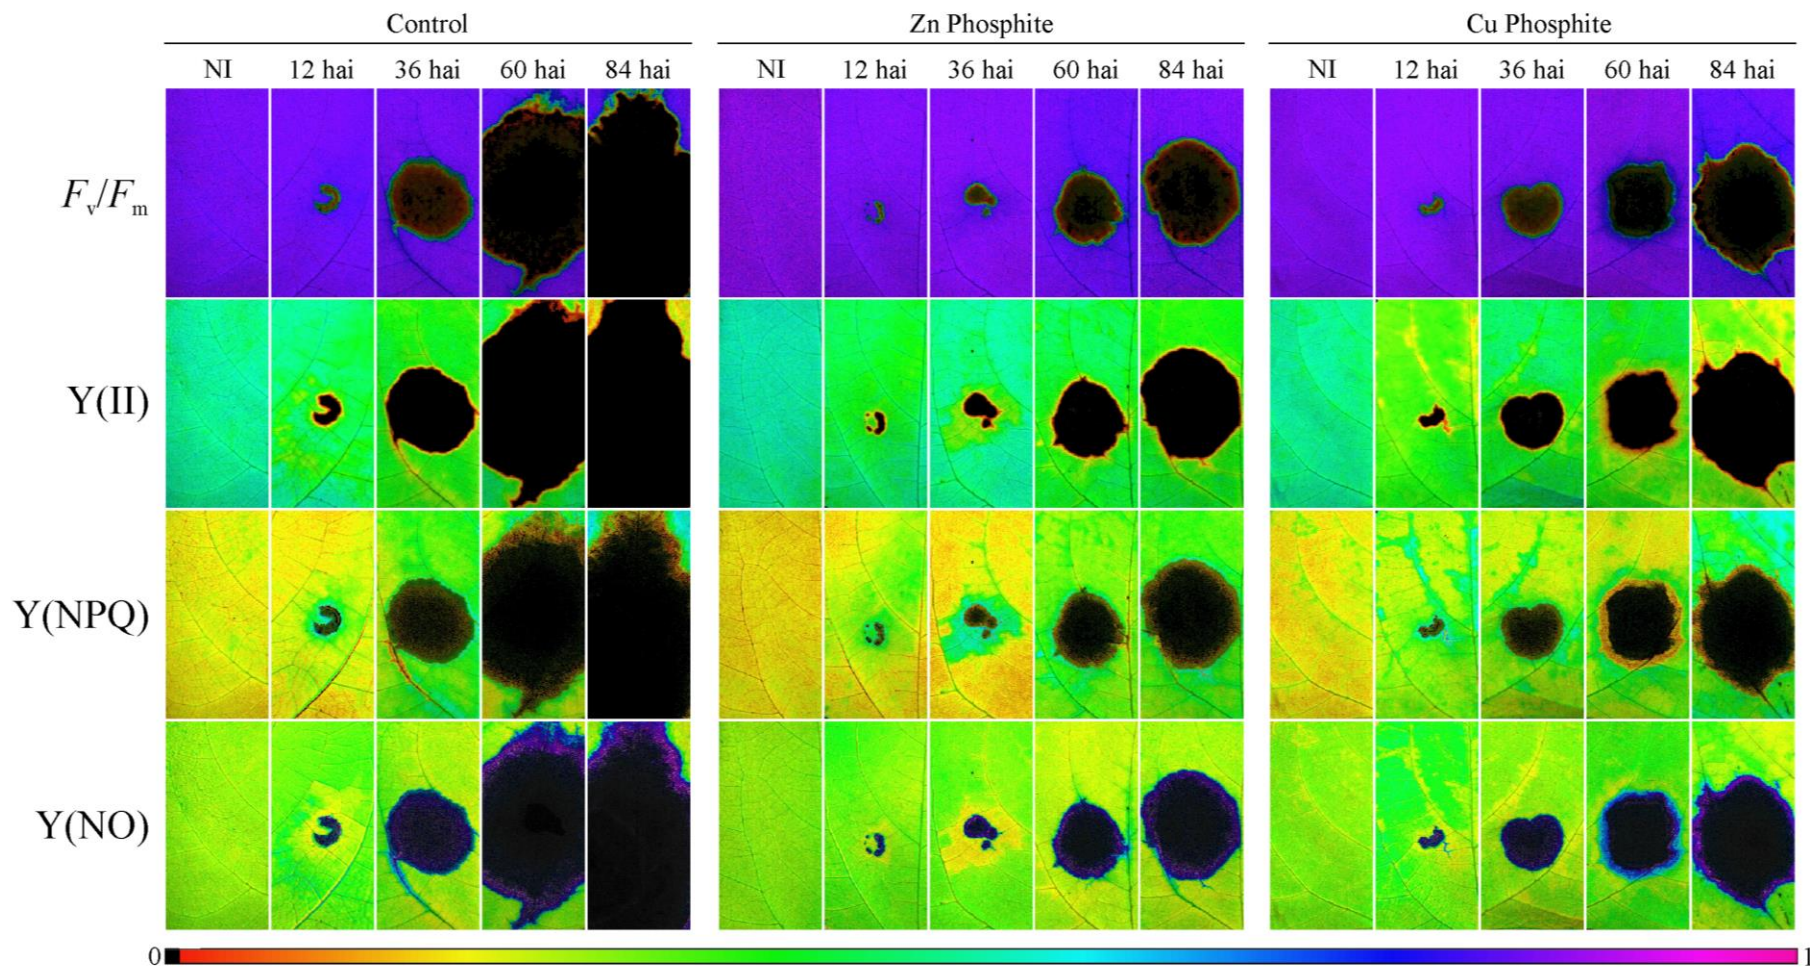 Control Zn Phosphite Cu Phosphite
NI 12 hai 36 hai 60 hai 84 hai NI 12 hai 36 hai 60 hai 84 hai NI 12 hai 36 hai 60 hai 84 hai
Fv/Fm
Y(II)
Y(NPQ)
Y(NO)
0 1